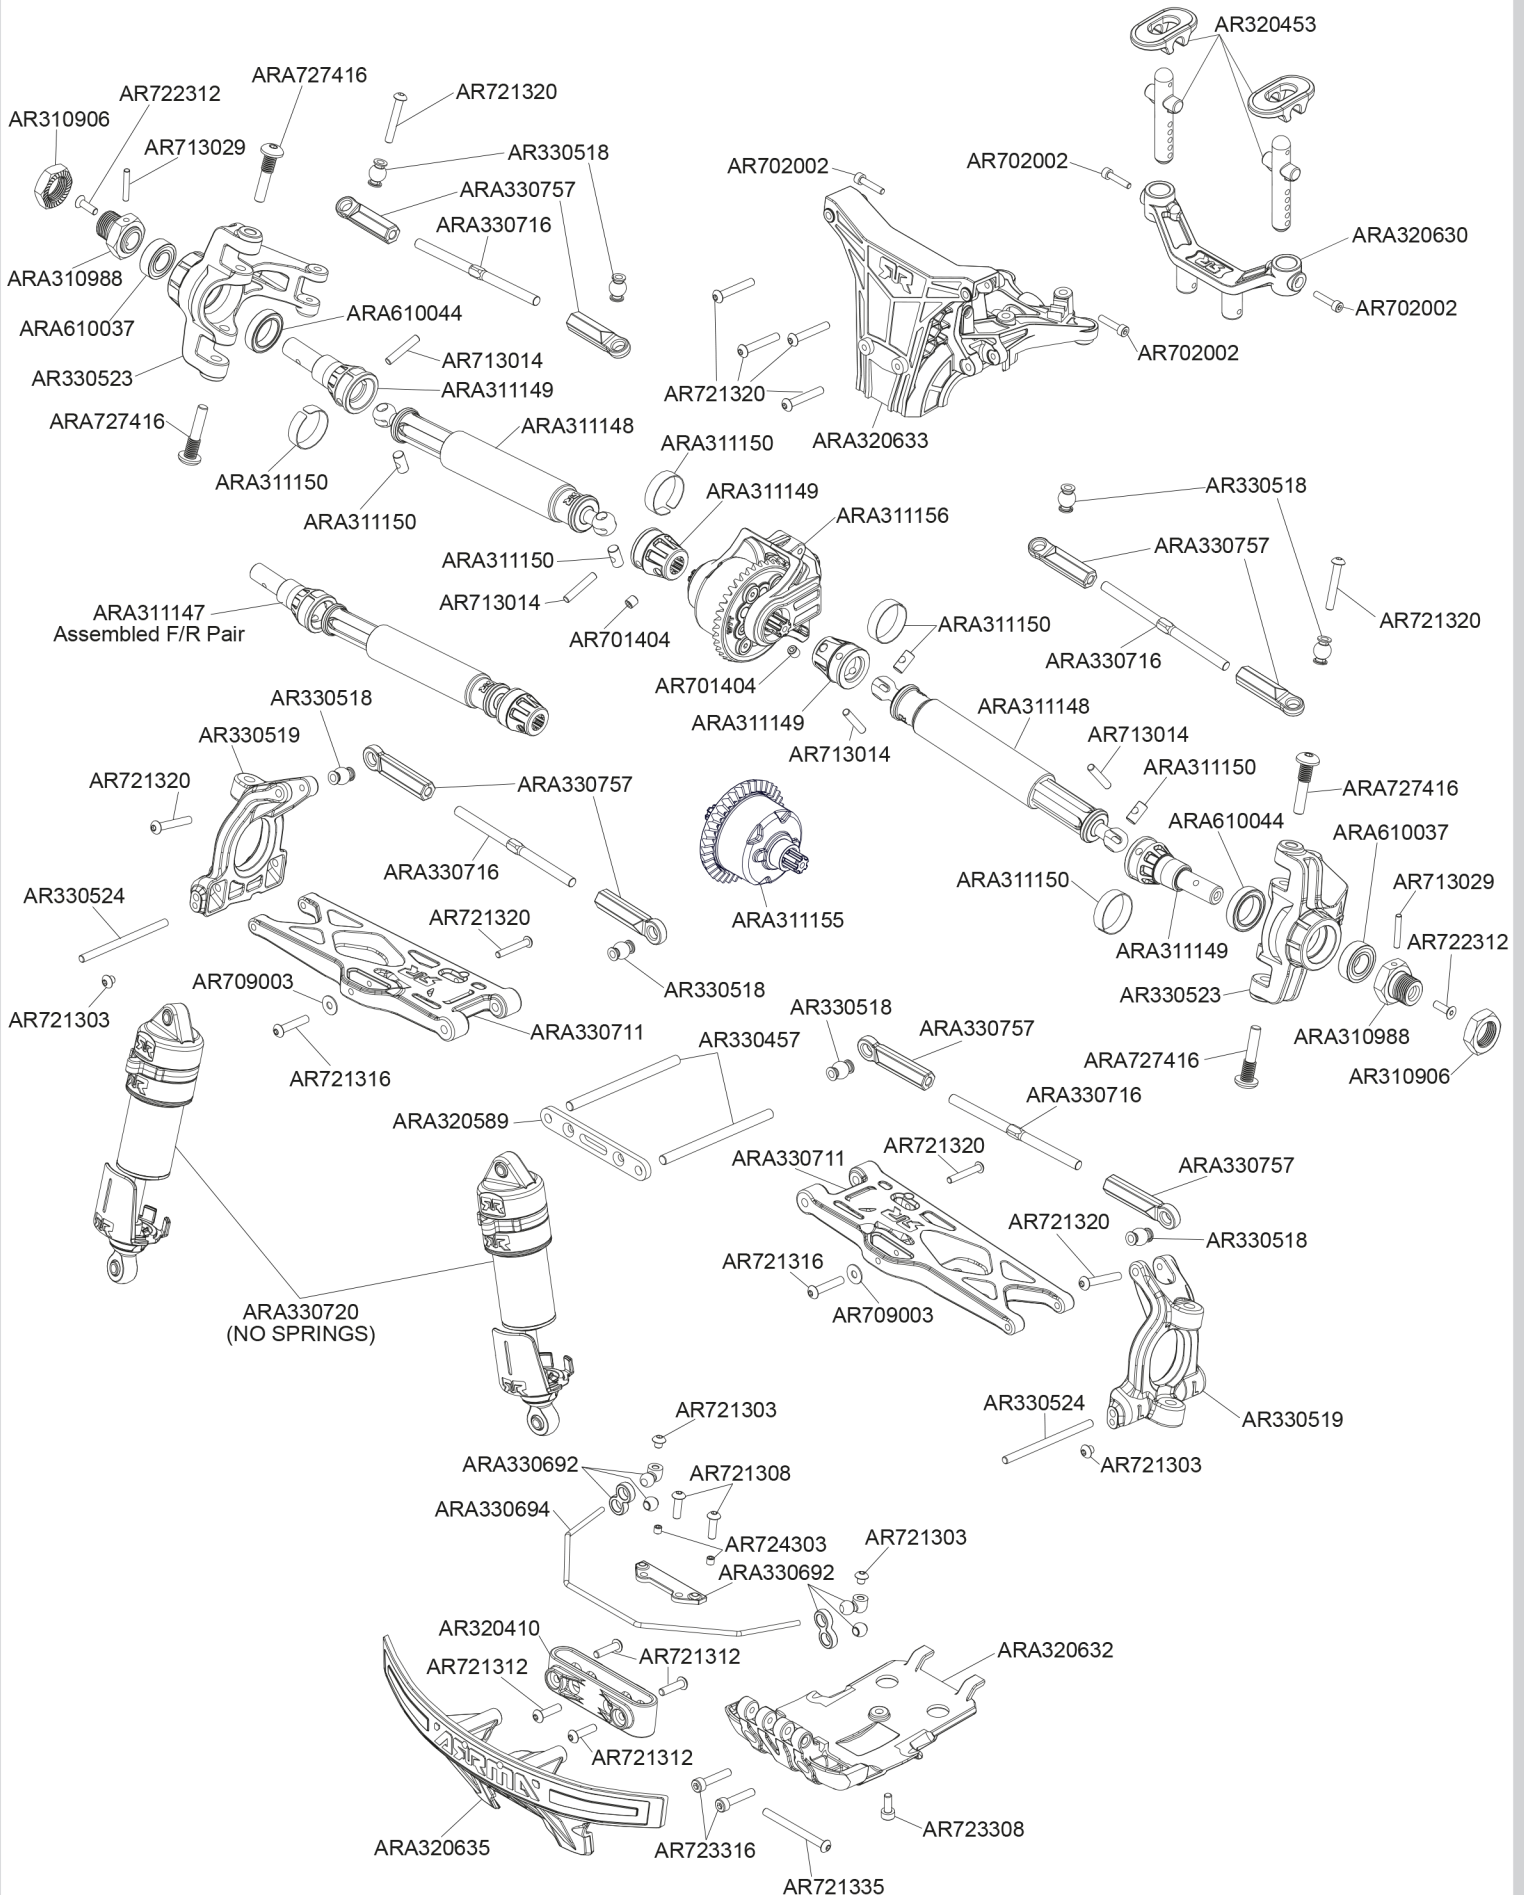 AR320453
ARA727416
AR722312
AR721320
AR310906
AR713029
AR330518
AR702002
AR702002
ARA330757
ARA330716
ARA320630
ARA310988
AR702002
ARA610044
ARA610037
AR702002
AR713014
AR330523
ARA311149
AR721320
ARA727416
ARA311148
ARA320633
ARA311150
ARA311150
AR330518
ARA311149
ARA311150
ARA311156
ARA330757
ARA311150
AR713014
ARA311147
Assembled F/R Pair
AR701404
ARA311150
AR721320
ARA330716
AR701404
AR330518
ARA311149
ARA311148
AR330519
AR713014
AR713014
ARA311150
AR721320
ARA330757
ARA727416
ARA610044
ARA610037
ARA330716
ARA311150
AR713029
AR330524
AR721320
ARA311155
AR722312
ARA311149
AR709003
AR330518
AR330523
AR330518
AR721303
ARA330711
ARA330757
ARA310988
AR330457
ARA727416
AR721316
AR310906
ARA330716
ARA320589
AR721320
ARA330711
ARA330757
AR721320
AR330518
AR721316
ARA330720
(NO SPRINGS)
AR709003
L
L
AR330524
AR721303
AR330519
ARA330692
AR721308
AR721303
ARA330694
AR724303
AR721303
ARA330692
AR320410
AR721312
ARA320632
AR721312
ARRMA
AR721312
ARA320635
AR723316
AR723308
AR721335